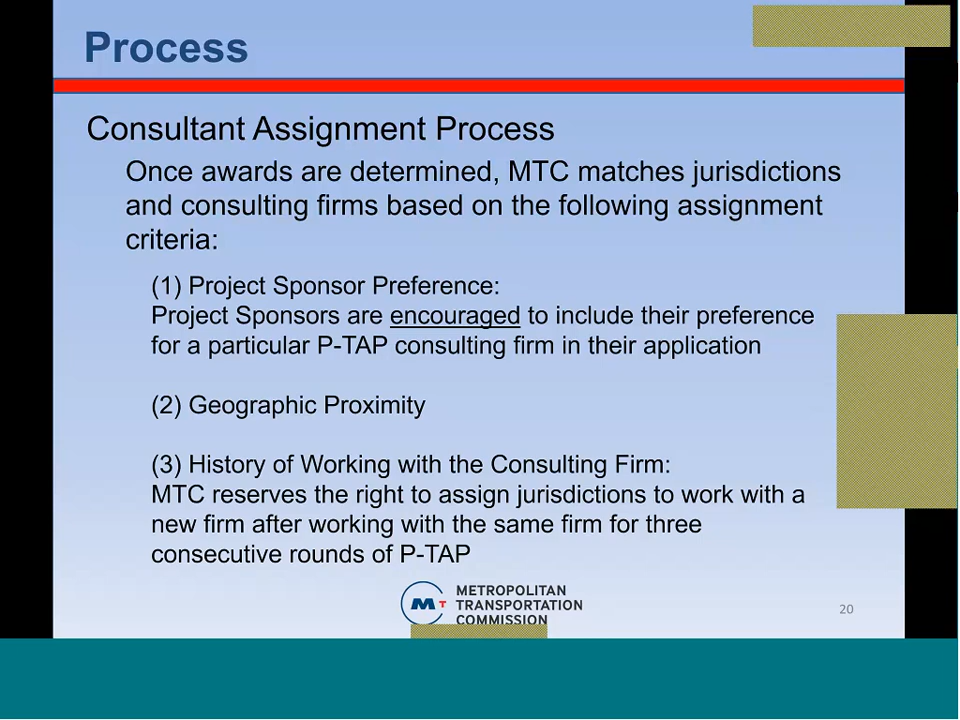 Process
Consultant Assignment Process
Once awards are determined, MTC matches jurisdictions
and consulting firms based on the following assignment
criteria:
(1) Project Sponsor Preference:
Project Sponsors are encouraged to include their preference
for a particular P-TAP consulting firm in their application
(2) Geographic Proximity
(3) History of Working with the Consulting Firm:
MTC reserves the right to assign jurisdictions to work with a
new firm after working with the same firm for three
consecutive rounds of P-TAP
MT
METROPOLITAN
TRANSPORTATION
COMMISSION
20